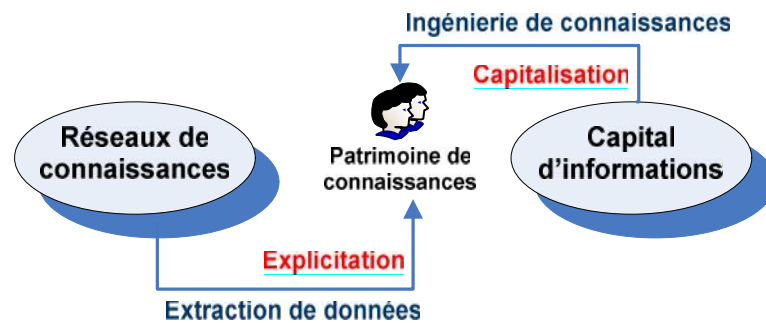 Ingénierie de connaissances
Capitalisation
Réseaux de
connaissances
Patrimoine de
connaissances
Capital
d'informations
Explicitation
Extraction de données